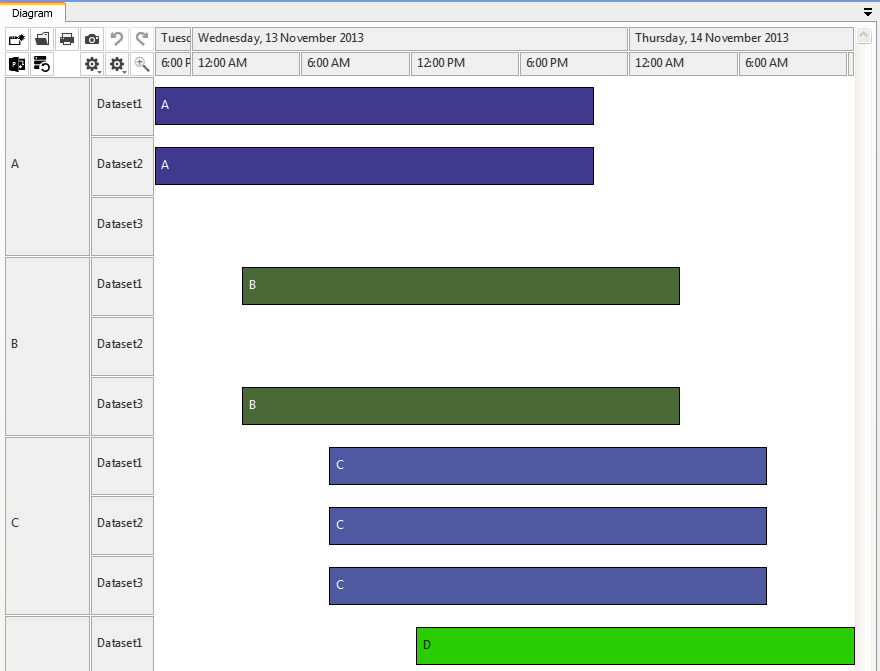 Diagram
Tuesc Wednesday, 13 November 2013 Thursday, 14 November 2013
6:00 P 12:00 AM 6:00 AM 12:00 PM 6:00 PM 12:00 AM 6:00 AM
A Dataset1 A
Dataset2 A
Dataset3
B Dataset1 B
Dataset2
Dataset3 B
C Dataset1 C
Dataset2 C
Dataset3 C
Dataset1 D